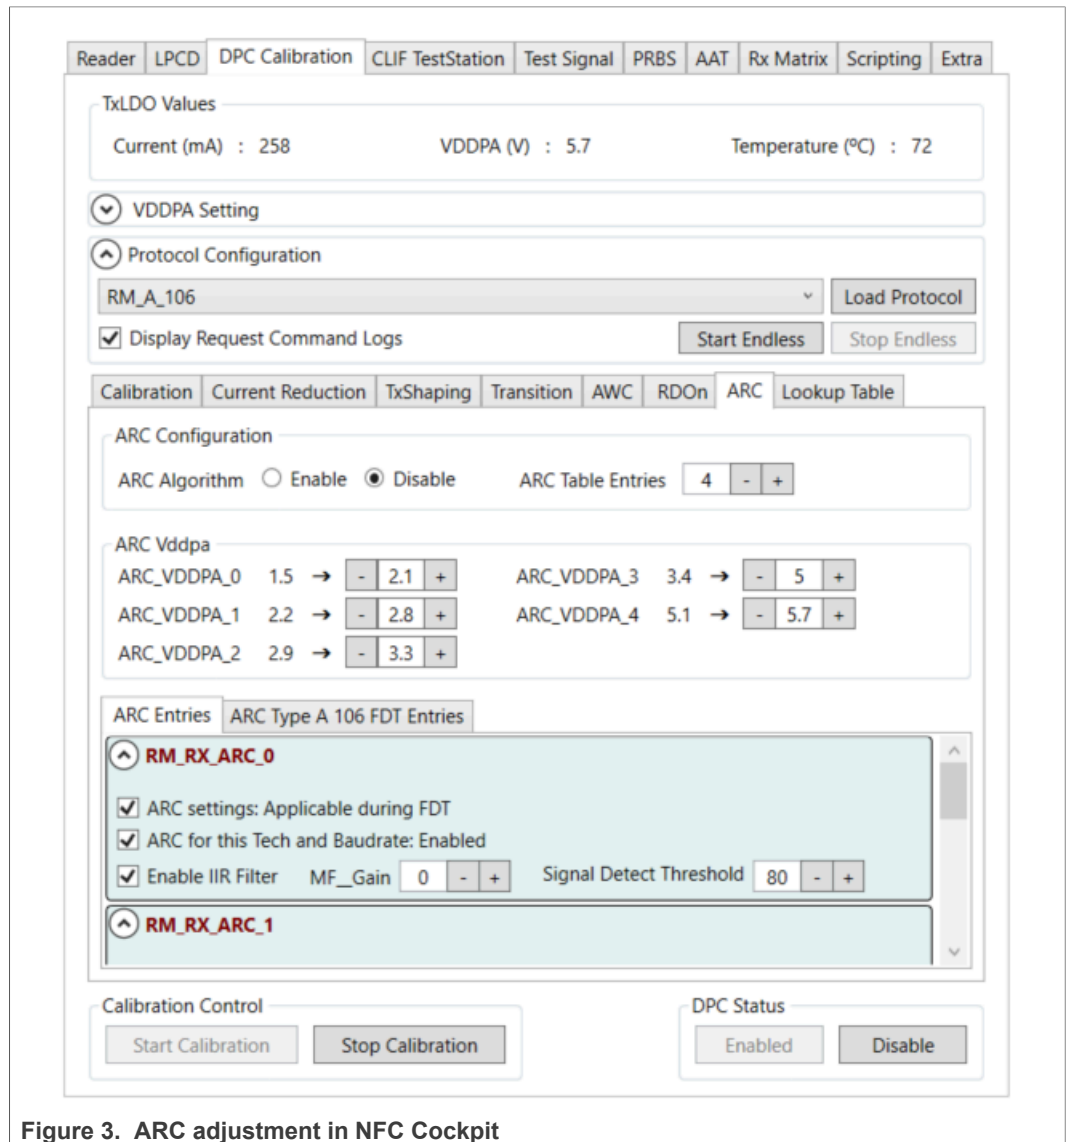 Reader LPCD DPC Calibration CLIF TestStation Test Signal PRBS AAT Rx Matrix Scripting Extra
TxLDO Values
Current (mA) : 258 VDDPA (V) : 5.7 Temperature (ºC) : 72
VDDPA Setting
Protocol Configuration
RM_A_106 Load Protocol
Display Request Command Logs Start Endless Stop Endless
Calibration Current Reduction TxShaping Transition AWC RDOn ARC Lookup Table
ARC Configuration
ARC Algorithm Enable Disable ARC Table Entries 4 - +
ARC Vddpa
ARC_VDDPA_0 1.5 → - 2.1 + ARC_VDDPA_3 3.4 → - 5 +
ARC_VDDPA_1 2.2 → - 2.8 + ARC_VDDPA_4 5.1 → - 5.7 +
ARC_VDDPA_2 2.9 → - 3.3 +
ARC Entries ARC Type A 106 FDT Entries
RM_RX_ARC_0
ARC settings: Applicable during FDT
ARC for this Tech and Baudrate: Enabled
Enable IIR Filter MF__Gain 0 - + Signal Detect Threshold 80 - +
RM_RX_ARC_1
Calibration Control DPC Status
Start Calibration Stop Calibration Enabled Disable
Figure 3. ARC adjustment in NFC Cockpit